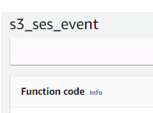 s3_ses_event
Function code Info